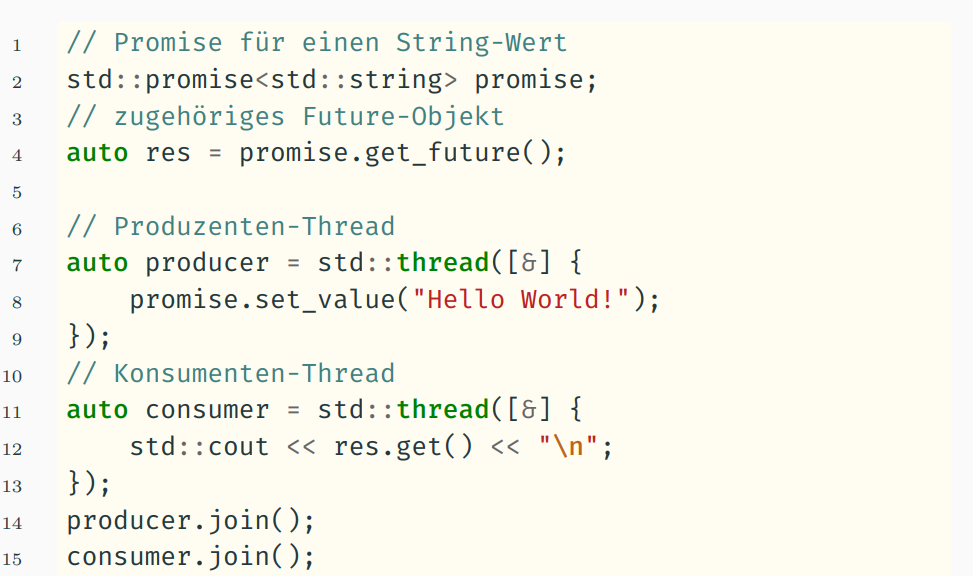 1 // Promise für einen String-Wert
2 std::promise<std::string> promise;
3 // zugehöriges Future-Objekt
4 auto res = promise.get_future();
5
6 // Produzenten-Thread
7 auto producer = std::thread([&] {
8     promise.set_value("Hello World!");
9 });
10 // Konsumenten-Thread
11 auto consumer = std::thread([&] {
12     std::cout << res.get() << "\n";
13 });
14 producer.join();
15 consumer.join();